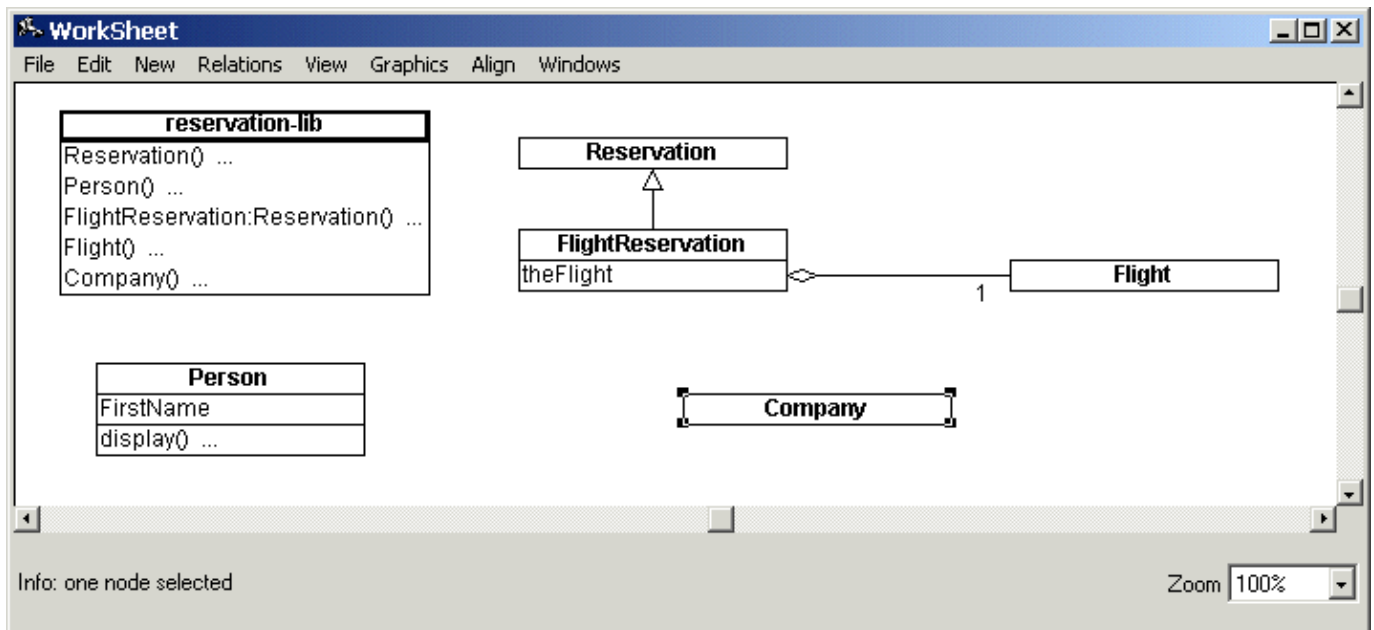 WorkSheet
File Edit New Relations View Graphics Align Windows
reservation-lib
Reservation() ...
Person() ...
FlightReservation:Reservation() ...
Flight() ...
Company() ...
Reservation
FlightReservation
theFlight
1
Flight
Person
FirstName
display() ...
Company
Info: one node selected
Zoom 100%